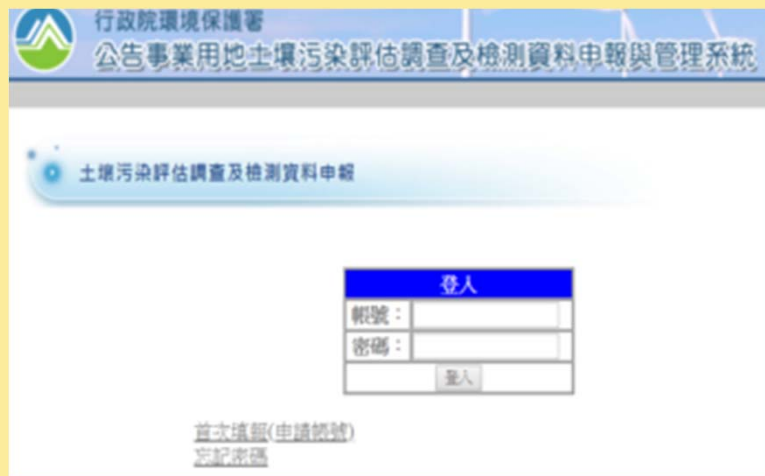 行政院環境保護署
公告事業用地土壤污染評估調查及檢測資料申報與管理系統
土壤污染評估調查及檢測資料申報
登入
帳號：
密碼：
登入
首次填報(申請帳號)
忘記密碼